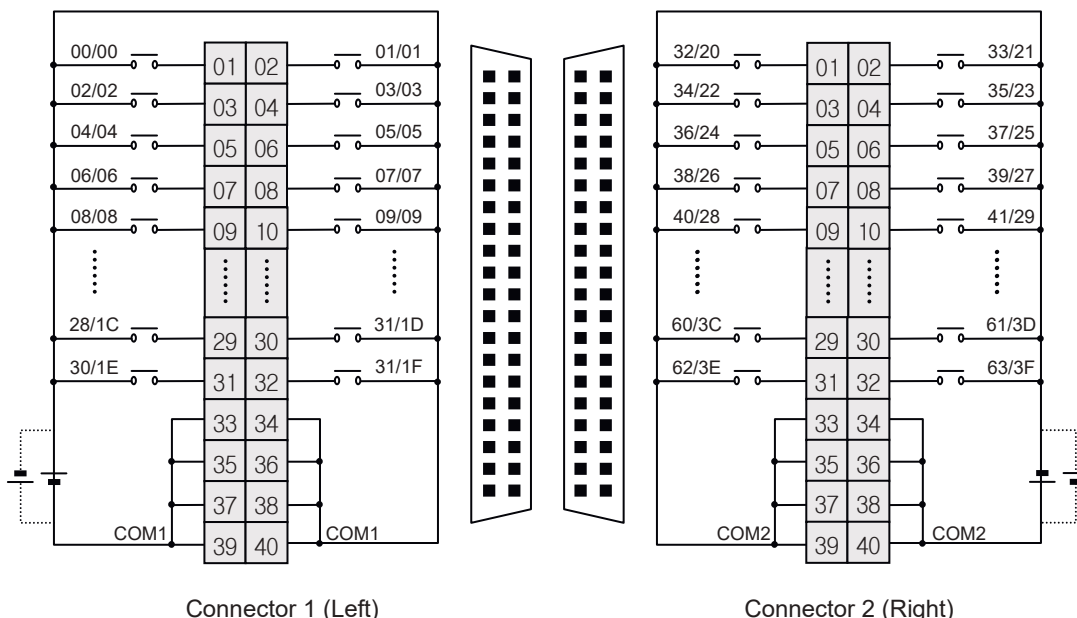 00/00 01 02 01/01 32/20 01 02 33/21
02/02 03 04 03/03 34/22 03 04 35/23
04/04 05 06 05/05 36/24 05 06 37/25
06/06 07 08 07/07 38/26 07 08 39/27
08/08 09 10 09/09 40/28 09 10 41/29
28/1C 29 30 31/1D 60/3C 29 30 61/3D
30/1E 31 32 31/1F 62/3E 31 32 63/3F
33 34 33 34
35 36 35 36
37 38 37 38
COM1 39 40 COM1 COM2 39 40 COM2
Connector 1 (Left) Connector 2 (Right)